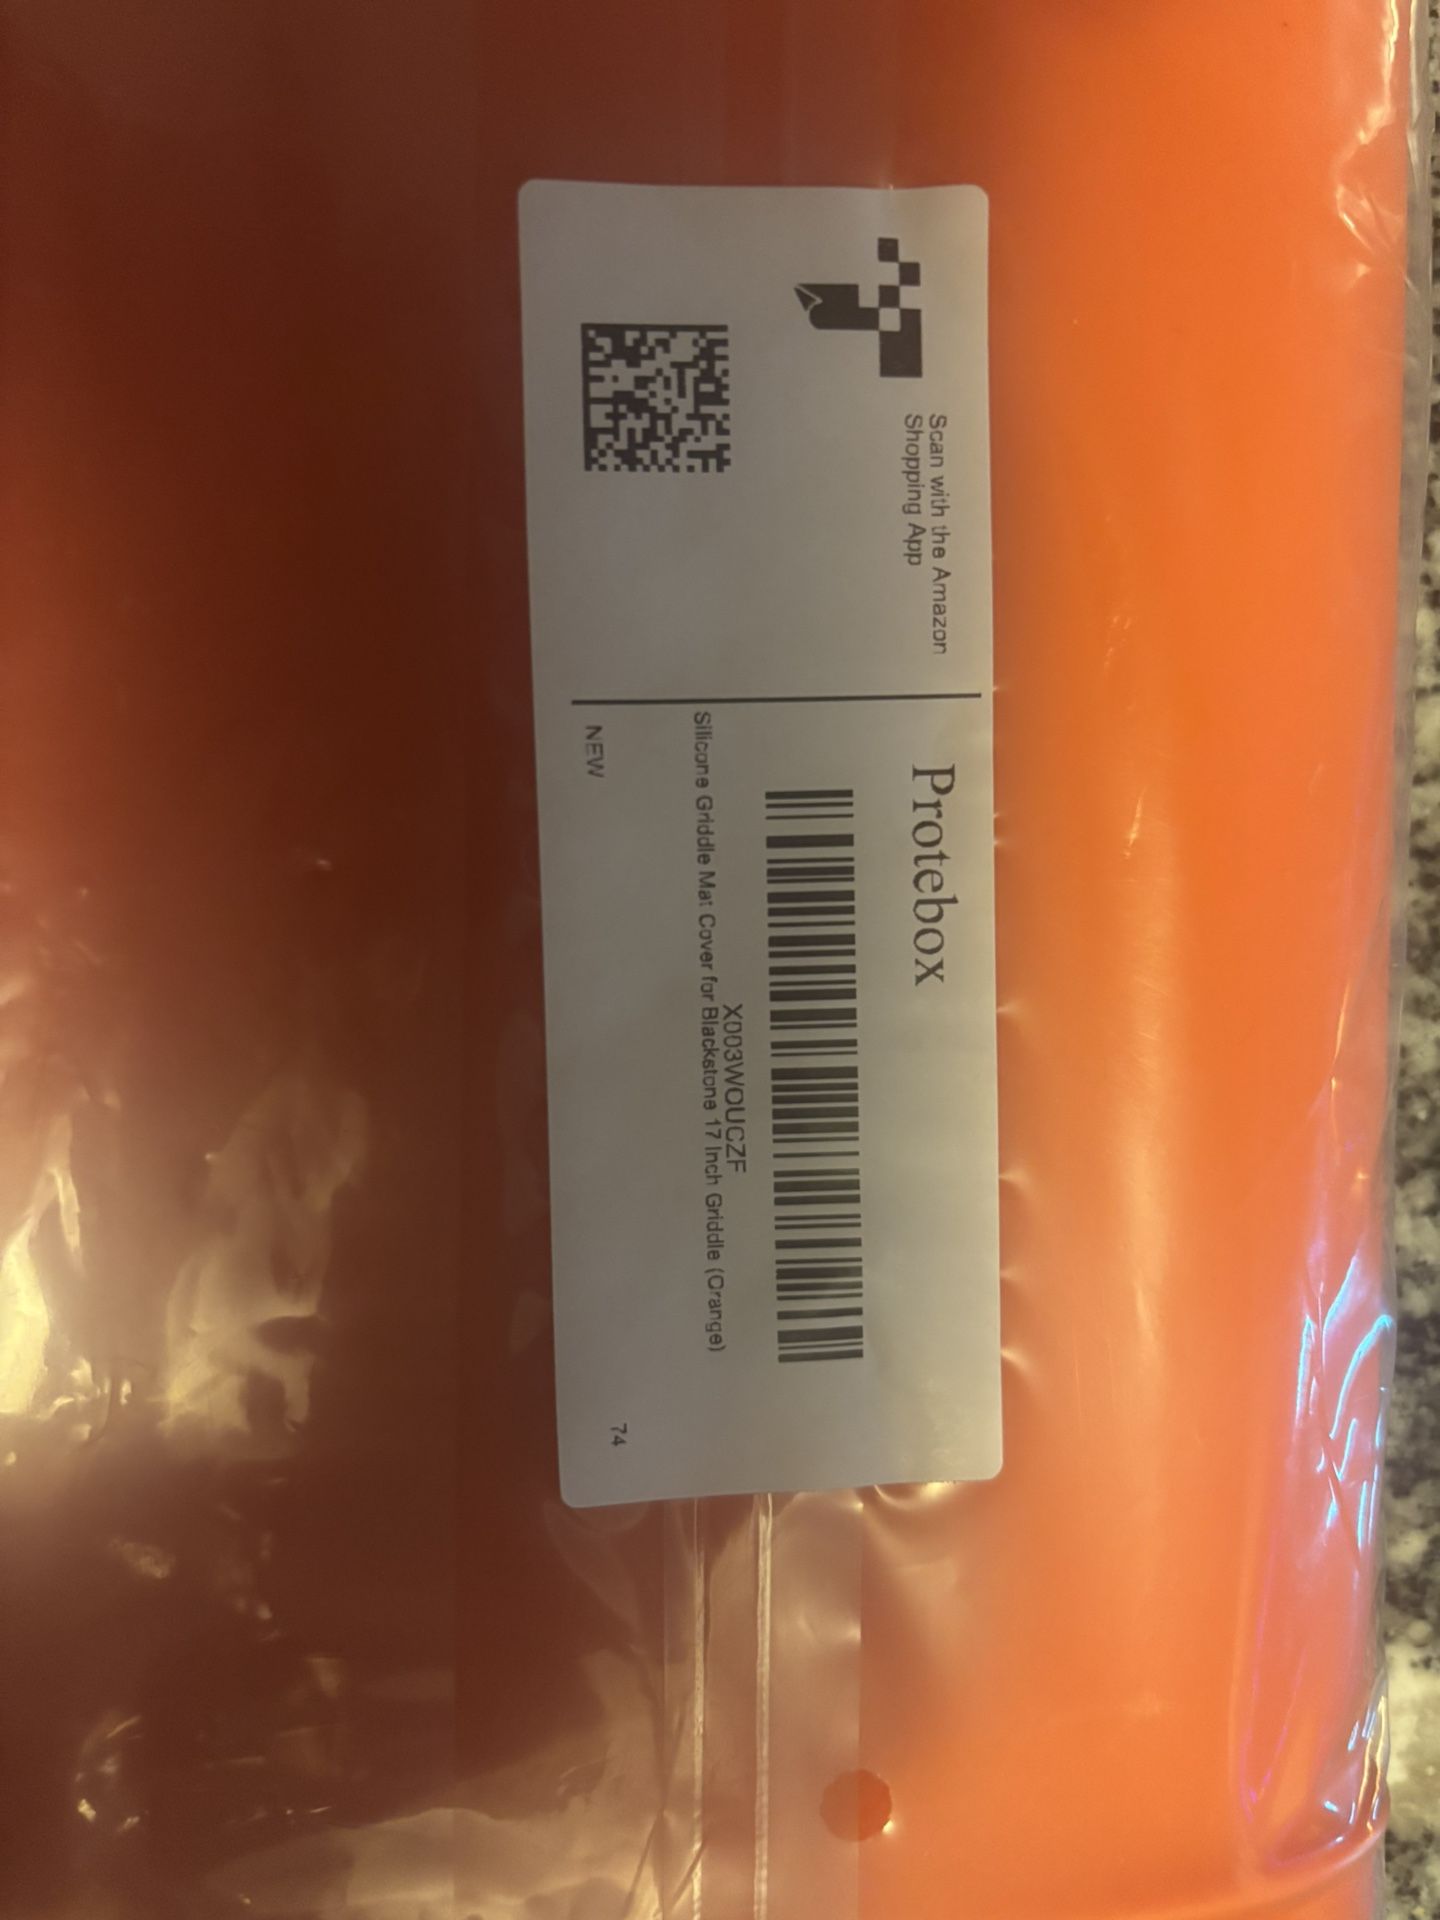 Scan with the Amazon
Shopping App
Protebox
X003WOUCZF
Silicone Griddle Mat Cover for Blackstone 17 Inch Griddle (Orange)
NEW
74